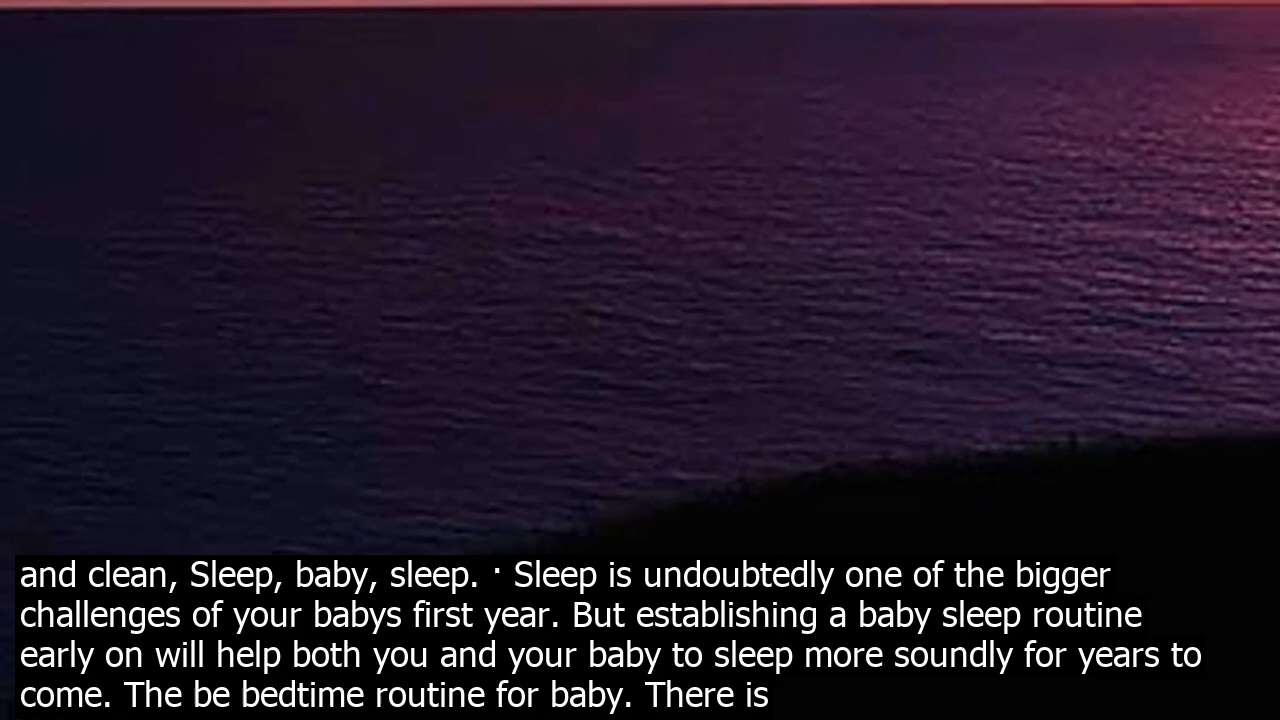 and clean, Sleep, baby, sleep. · Sleep is undoubtedly one of the bigger
challenges of your babys first year. But establishing a baby sleep routine
early on will help both you and your baby to sleep more soundly for years to
come. The be bedtime routine for baby. There is